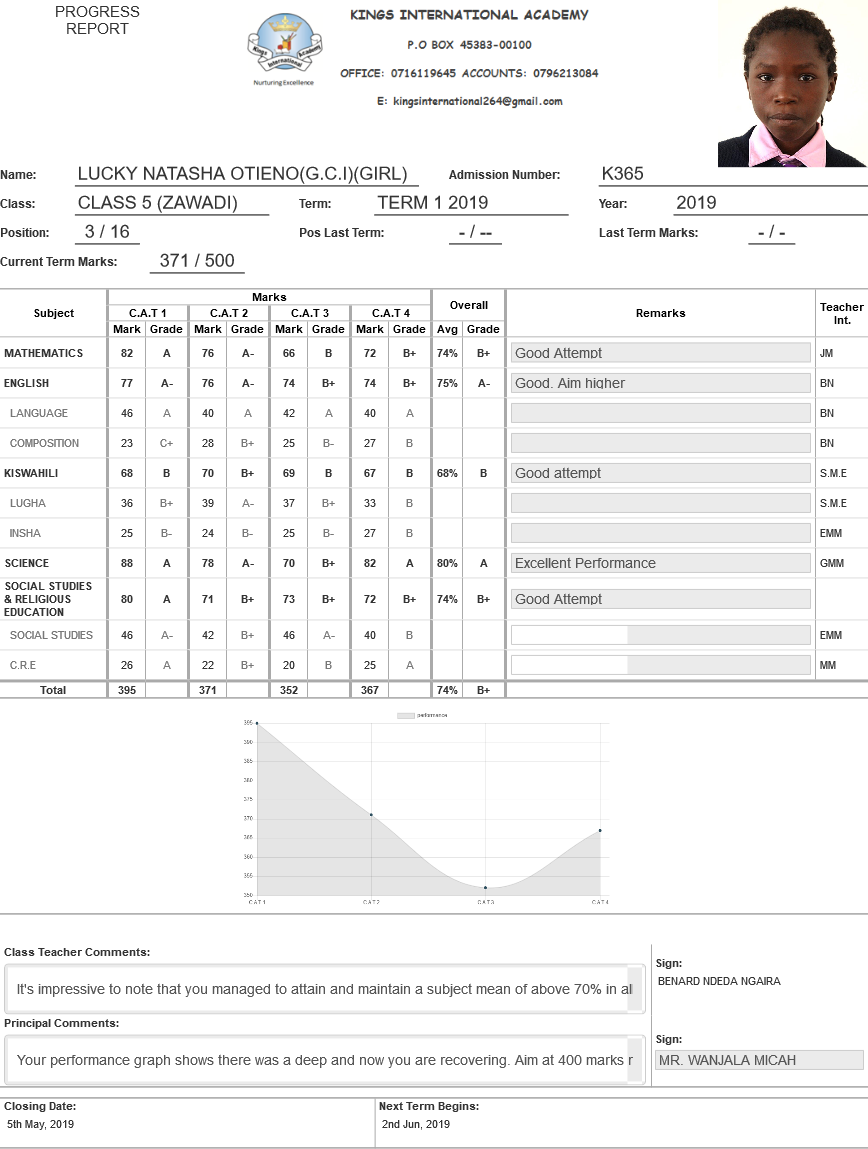 PROGRESS
REPORT
KINGS INTERNATIONAL ACADEMY
P.O BOX 45383-00100
OFFICE: 0716119645 ACCOUNTS: 0796213084
E: kingsinternational264@gmail.com
Kings International Academy
Nurturing Excellence
Name: LUCKY NATASHA OTIENO(G.C.I)(GIRL) Admission Number: K365
Class: CLASS 5 (ZAWADI) Term: TERM 1 2019 Year: 2019
Position: 3 / 16 Pos Last Term: - / -- Last Term Marks: - / -
Current Term Marks: 371 / 500
Subject Marks Overall Remarks Teacher Int.
C.A.T 1 C.A.T 2 C.A.T 3 C.A.T 4
Mark Grade Mark Grade Mark Grade Mark Grade Avg Grade
MATHEMATICS 82 A 76 A- 66 B 72 B+ 74% B+ Good Attempt JM
ENGLISH 77 A- 76 A- 74 B+ 74 B+ 75% A- Good. Aim higher BN
LANGUAGE 46 A 40 A 42 A 40 A BN
COMPOSITION 23 C+ 28 B+ 25 B- 27 B BN
KISWAHILI 68 B 70 B+ 69 B 67 B 68% B Good attempt S.M.E
LUGHA 36 B+ 39 A- 37 B+ 33 B S.M.E
INSHA 25 B- 24 B- 25 B- 27 B EMM
SCIENCE 88 A 78 A- 70 B+ 82 A 80% A Excellent Performance GMM
SOCIAL STUDIES
& RELIGIOUS
EDUCATION 80 A 71 B+ 73 B+ 72 B+ 74% B+ Good Attempt
SOCIAL STUDIES 46 A- 42 B+ 46 A- 40 B EMM
C.R.E 26 A 22 B+ 20 B 25 A MM
Total 395 371 352 367 74% B+
performance
395
390
385
380
375
370
365
360
355
350
CAT1 CAT2 CAT3 CAT4
Class Teacher Comments:
It's impressive to note that you managed to attain and maintain a subject mean of above 70% in al
Sign:
BENARD NDEDA NGAIRA
Principal Comments:
Your performance graph shows there was a deep and now you are recovering. Aim at 400 marks r
Sign:
MR. WANJALA MICAH
Closing Date: Next Term Begins:
5th May, 2019 2nd Jun, 2019